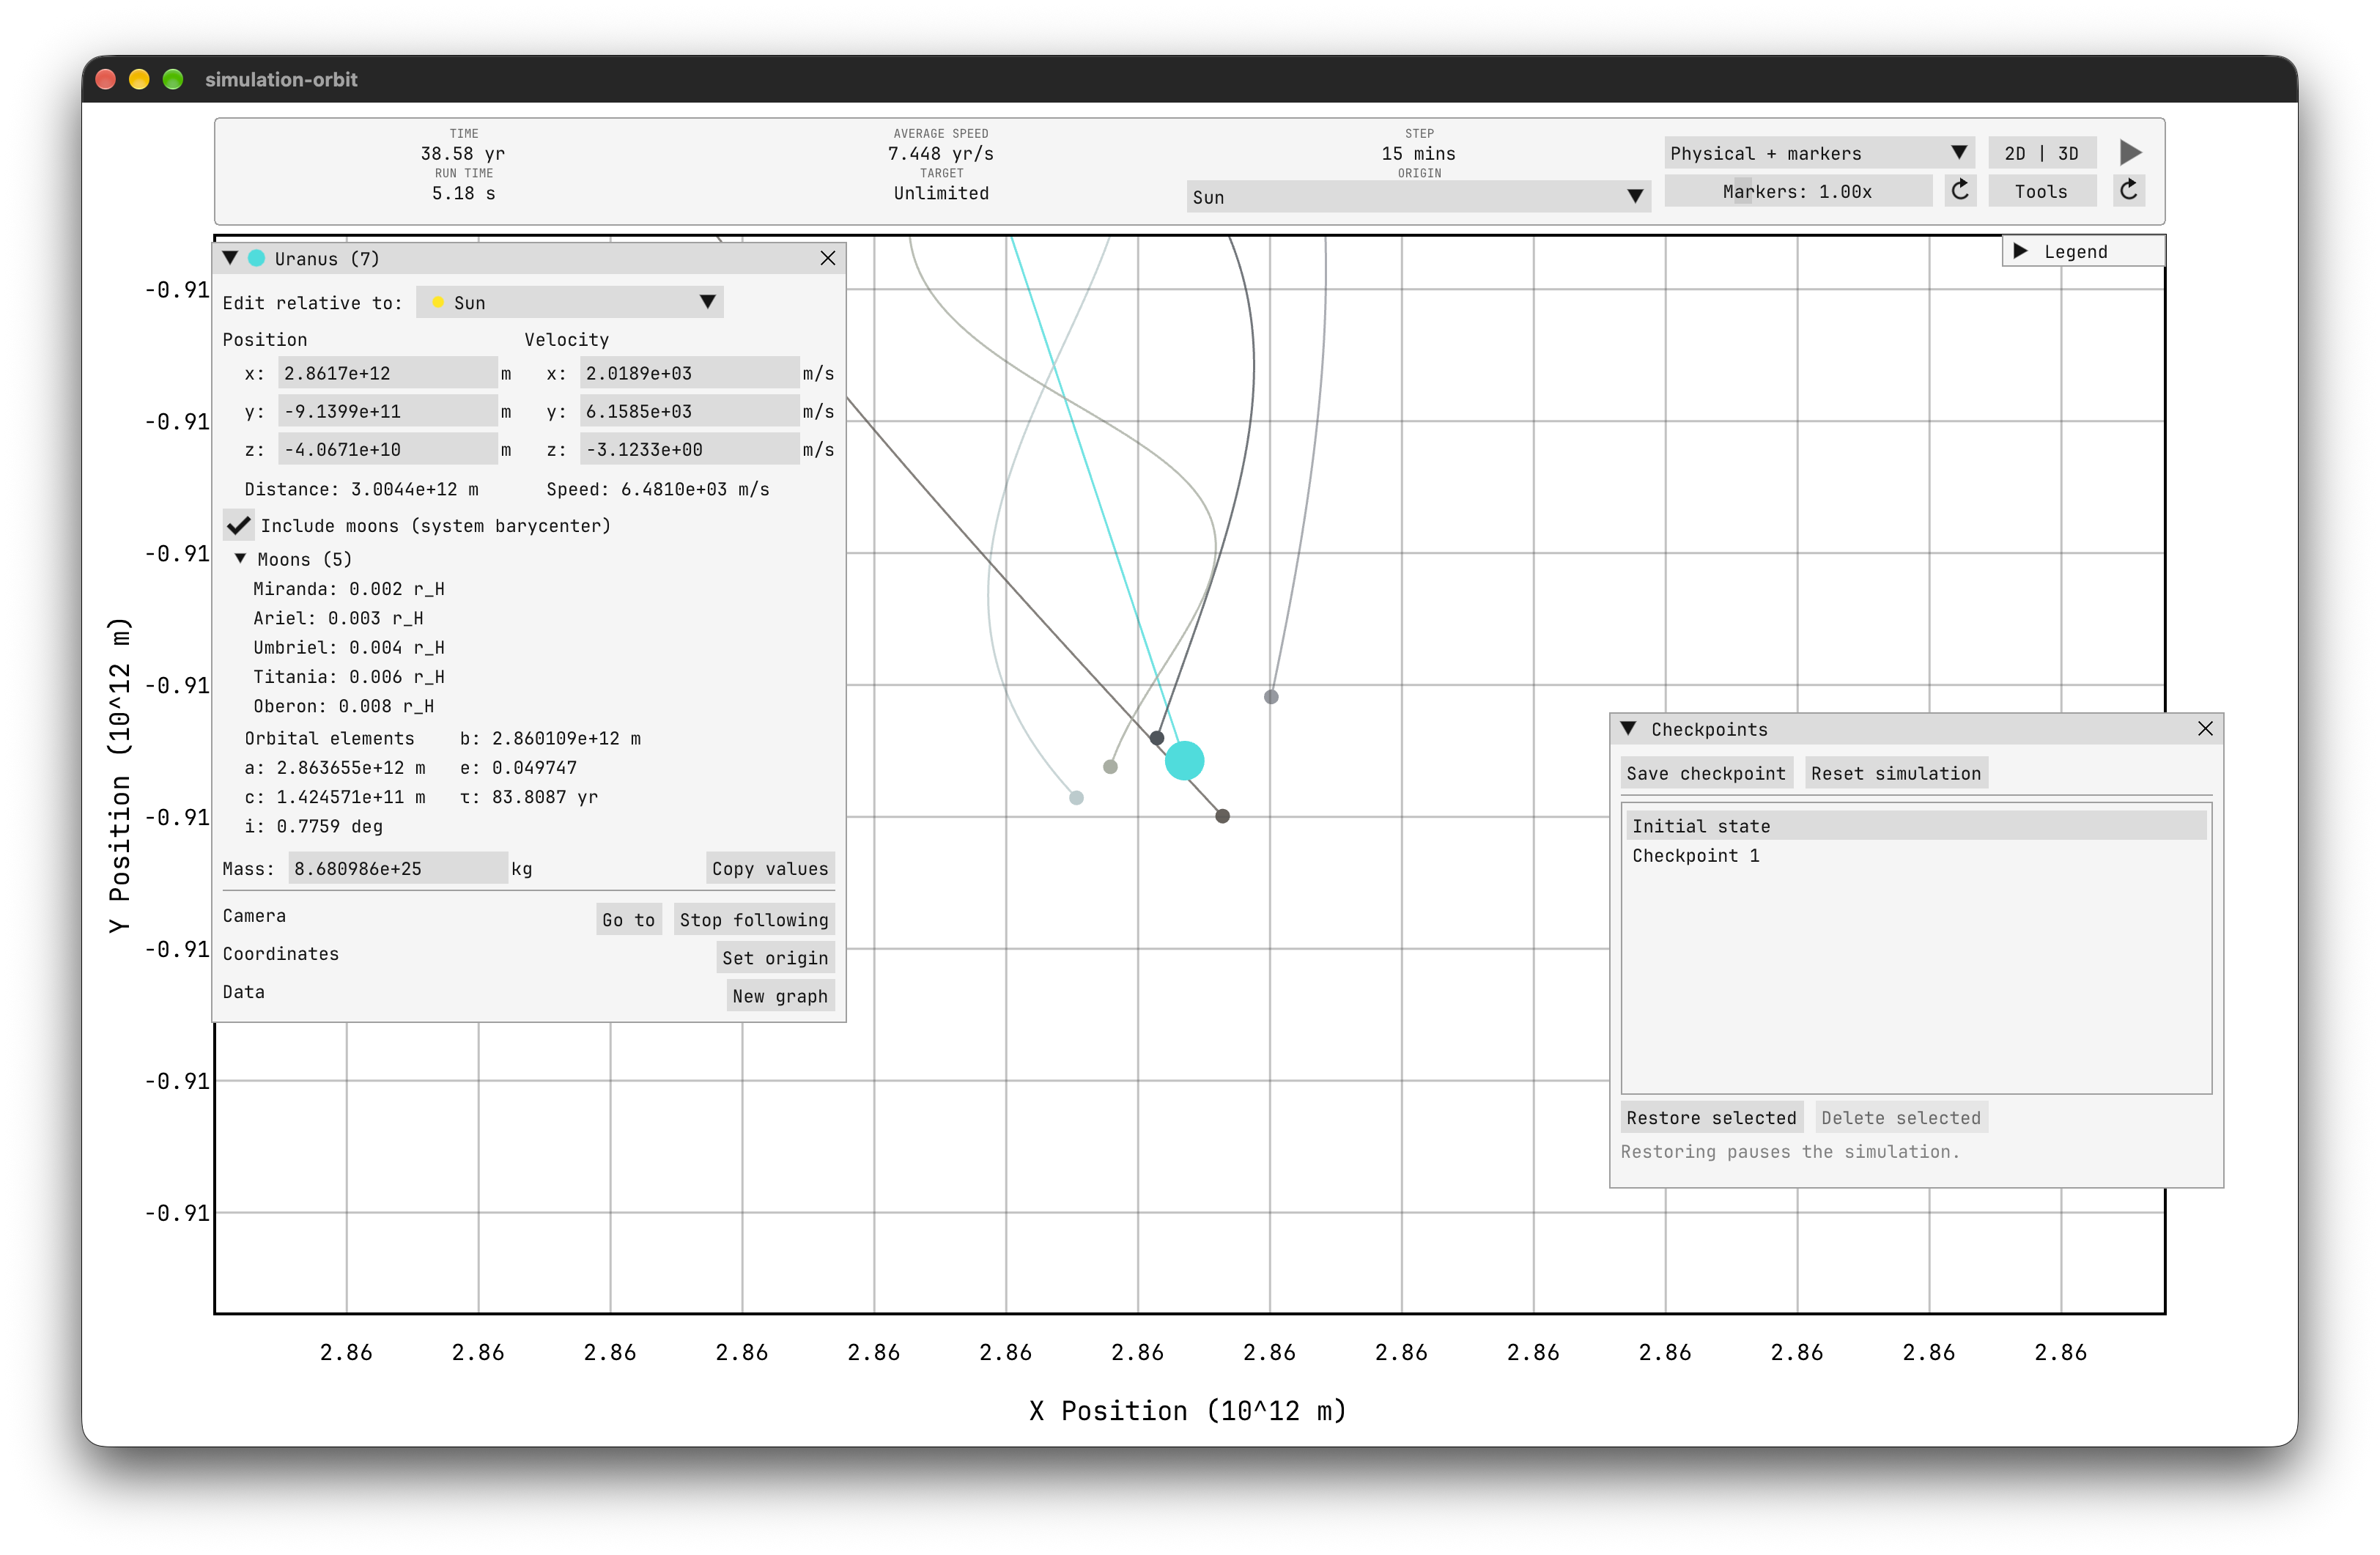 simulation-orbit
TIME
38.58 yr
RUN TIME
5.18 s
AVERAGE SPEED
7.448 yr/s
TARGET
Unlimited
STEP
15 mins
ORIGIN
Sun
Physical + markers
2D | 3D
Markers: 1.00x
Tools
Legend
Uranus (7)
Edit relative to: Sun
Position Velocity
x: 2.8617e+12 m x: 2.0189e+03 m/s
y: -9.1399e+11 m y: 6.1585e+03 m/s
z: -4.0671e+10 m z: -3.1233e+00 m/s
Distance: 3.0044e+12 m Speed: 6.4810e+03 m/s
Include moons (system barycenter)
Moons (5)
Miranda: 0.002 r_H
Ariel: 0.003 r_H
Umbriel: 0.004 r_H
Titania: 0.006 r_H
Oberon: 0.008 r_H
Orbital elements b: 2.860109e+12 m
a: 2.863655e+12 m e: 0.049747
c: 1.424571e+11 m τ: 83.8087 yr
i: 0.7759 deg
Mass: 8.680986e+25 kg Copy values
Camera Go to Stop following
Coordinates Set origin
Data New graph
Checkpoints
Save checkpoint Reset simulation
Initial state
Checkpoint 1
Restore selected Delete selected
Restoring pauses the simulation.
Y Position (10^12 m)
-0.91
-0.91
-0.91
-0.91
-0.91
-0.91
-0.91
-0.91
2.86 2.86 2.86 2.86 2.86 2.86 2.86 2.86 2.86 2.86 2.86 2.86 2.86 2.86
X Position (10^12 m)